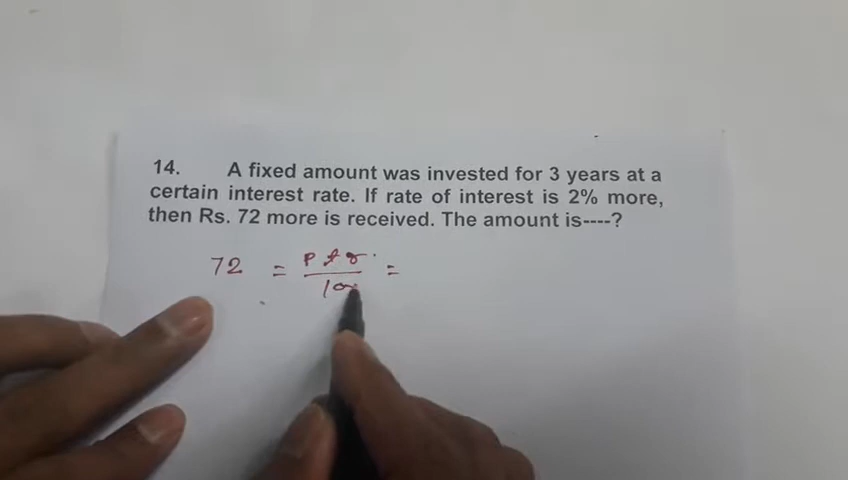 14. A fixed amount was invested for 3 years at a
certain interest rate. If rate of interest is 2% more,
then Rs. 72 more is received. The amount is----?
72 = P t r / 100 =